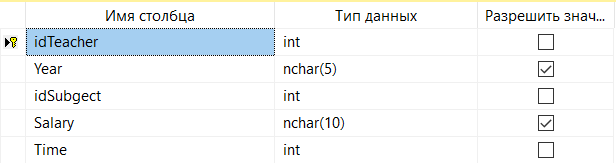 Имя столбца Тип данных Разрешить знач...
idTeacher int
Year nchar(5)
idSubgect int
Salary nchar(10)
Time int